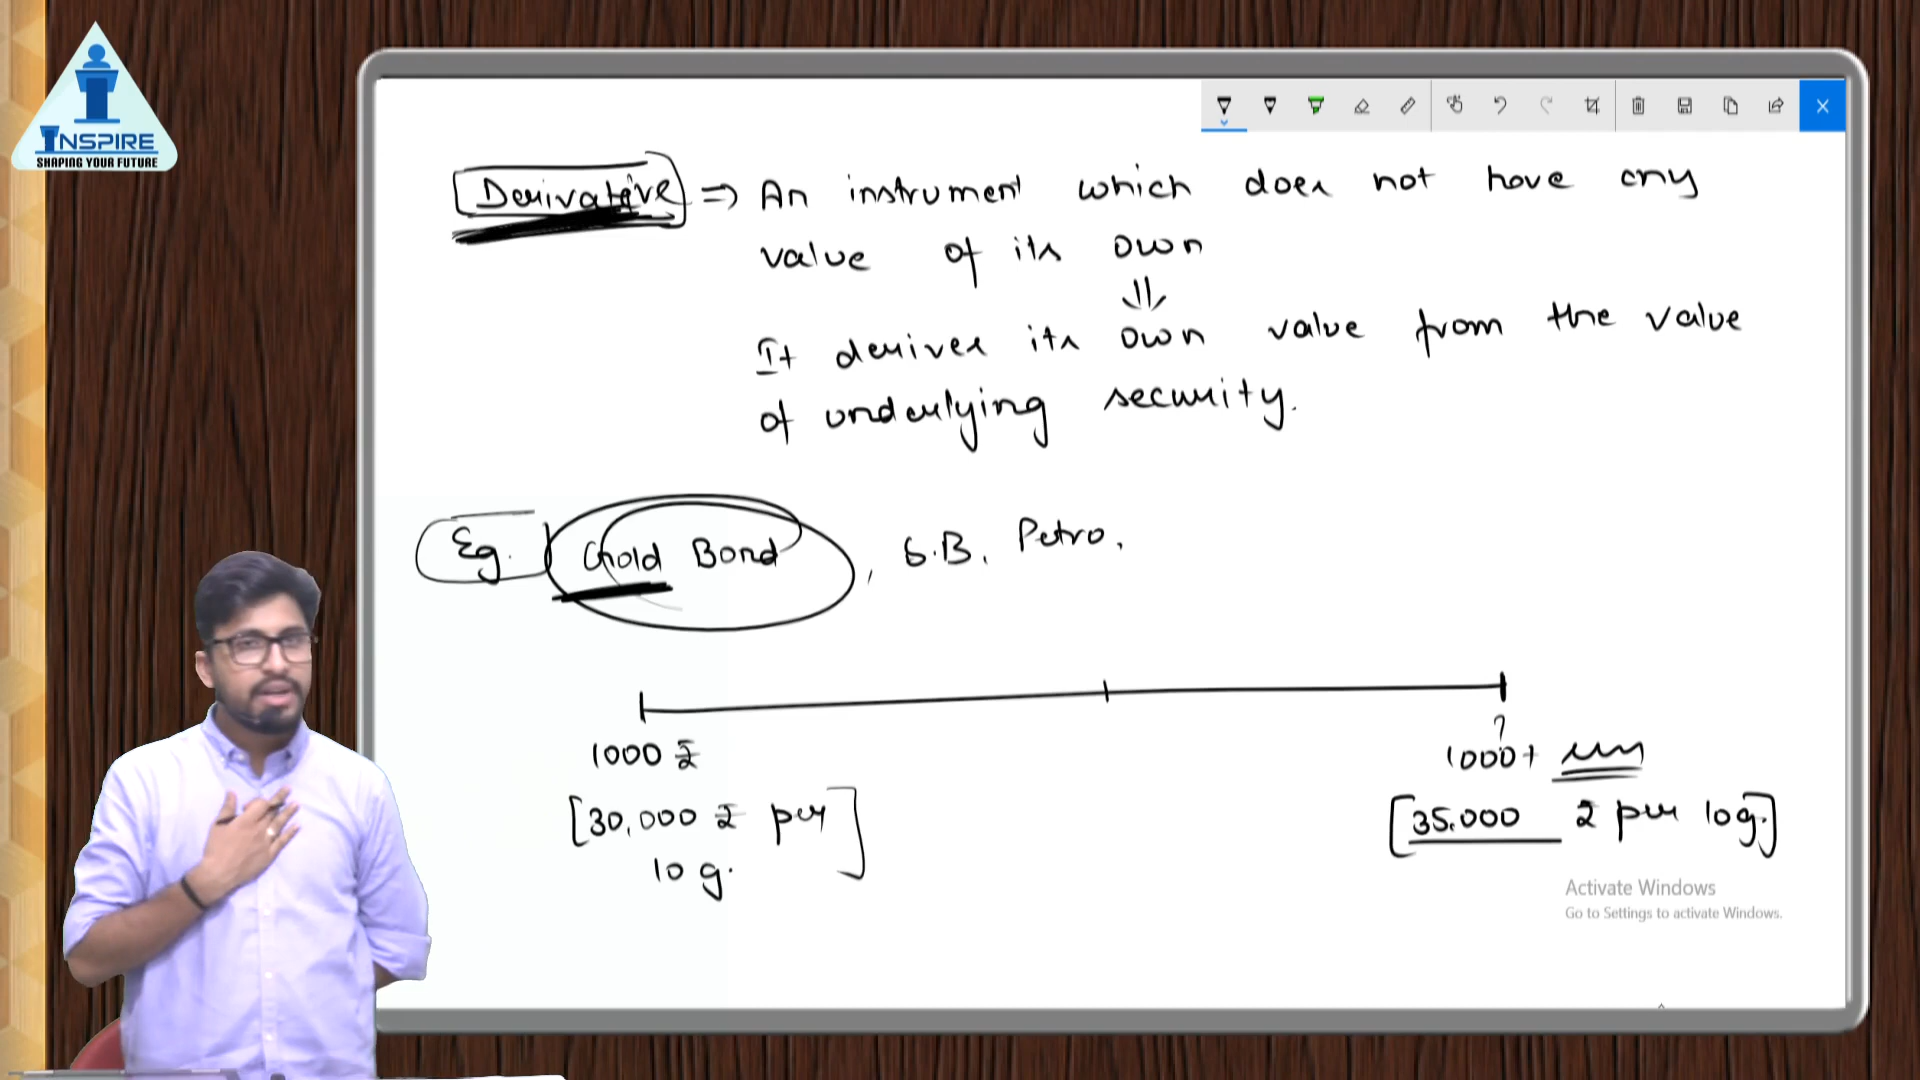 INSPIRE
SHAPING YOUR FUTURE
Derivative ⇒ An instrument which does not have any
value of its own
⇓
It derives its own value from the value
of underlying security.
Eg. Gold Bond, S.B. Petro.
?
1000 ₹ 1000+
[30,000 ₹ per [35.000 ₹ per 10g.]
10 g. ]
Activate Windows
Go to Settings to activate Windows.